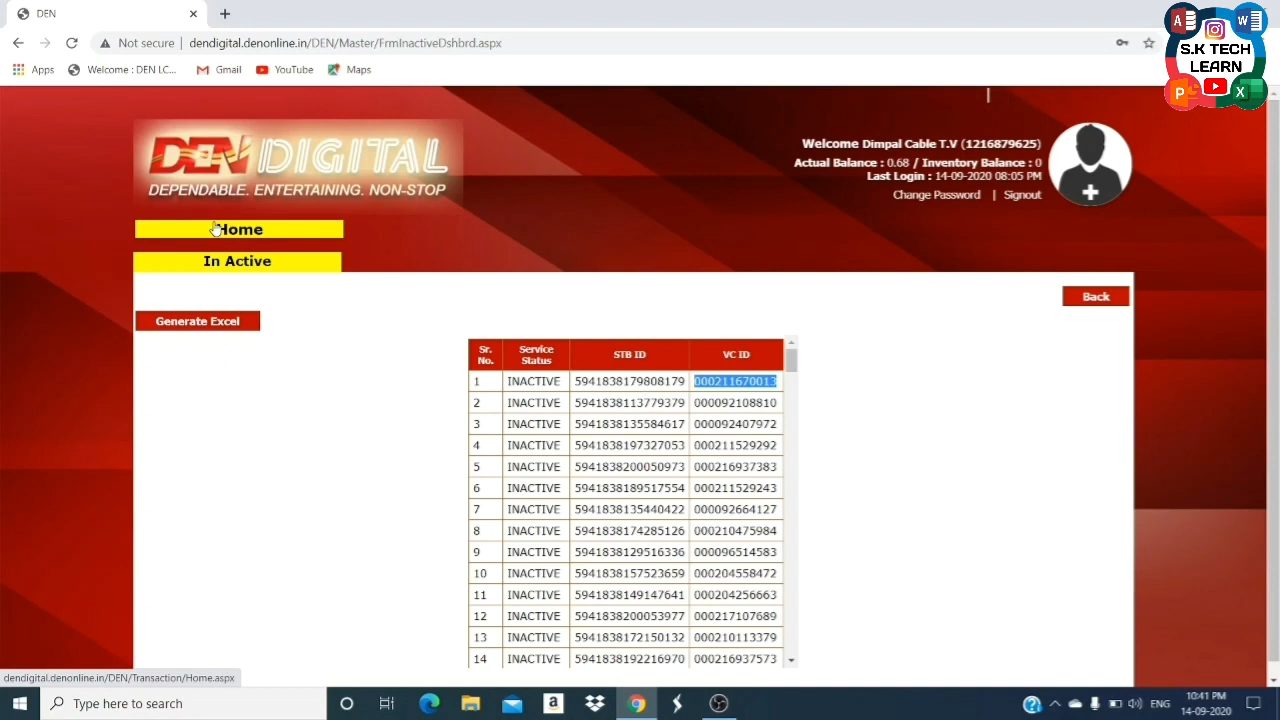 DEN
Not secure
dendigital.denonline.in/DEN/Master/FrmInactiveDshbrd.aspx
Apps
Welcome : DEN LC...
Gmail
YouTube
Maps
S.K TECH
LEARN
DEN DIGITAL
DEPENDABLE. ENTERTAINING. NON-STOP
Welcome Dimpal Cable T.V (1216879625)
Actual Balance : 0.68 / Inventory Balance : 0
Last Login : 14-09-2020 08:05 PM
Change Password | Signout
Home
In Active
Back
Generate Excel
Sr. No. Service Status STB ID VC ID
1 INACTIVE 5941838179808179 000211670013
2 INACTIVE 5941838113779379 000092108810
3 INACTIVE 5941838135584617 000092407972
4 INACTIVE 5941838197327053 000211529292
5 INACTIVE 5941838200050973 000216937383
6 INACTIVE 5941838189517554 000211529243
7 INACTIVE 5941838135440422 000092664127
8 INACTIVE 5941838174285126 000210475984
9 INACTIVE 5941838129516336 000096514583
10 INACTIVE 5941838157523659 000204558472
11 INACTIVE 5941838149147641 000204256663
12 INACTIVE 5941838200053977 000217107689
13 INACTIVE 5941838172150132 000210113379
14 INACTIVE 5941838192216970 000216937573
dendigital.denonline.in/DEN/Transaction/Home.aspx
Type here to search
ENG
10:41 PM
14-09-2020